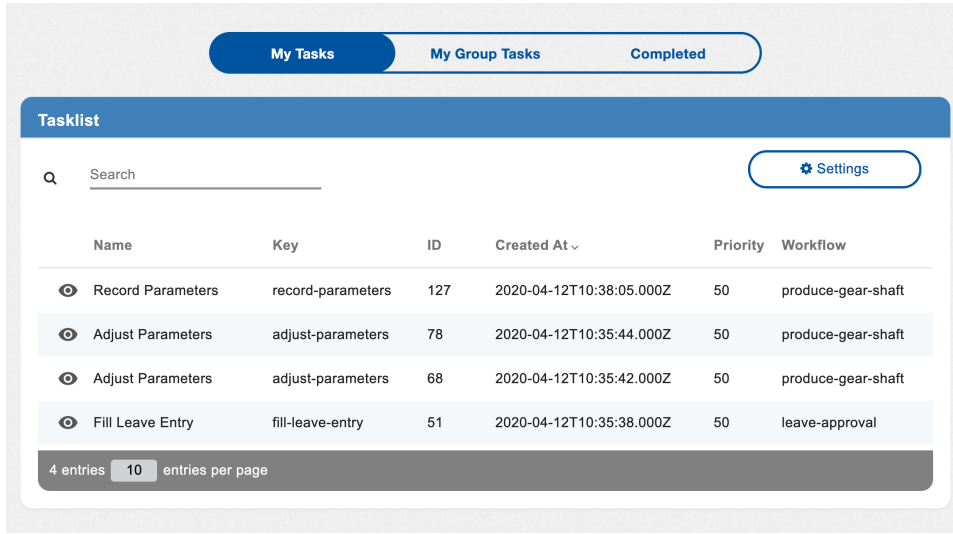 My Tasks My Group Tasks Completed
Tasklist
Search
Settings
Name Key ID Created At Priority Workflow
Record Parameters record-parameters 127 2020-04-12T10:38:05.000Z 50 produce-gear-shaft
Adjust Parameters adjust-parameters 78 2020-04-12T10:35:44.000Z 50 produce-gear-shaft
Adjust Parameters adjust-parameters 68 2020-04-12T10:35:42.000Z 50 produce-gear-shaft
Fill Leave Entry fill-leave-entry 51 2020-04-12T10:35:38.000Z 50 leave-approval
4 entries 10 entries per page